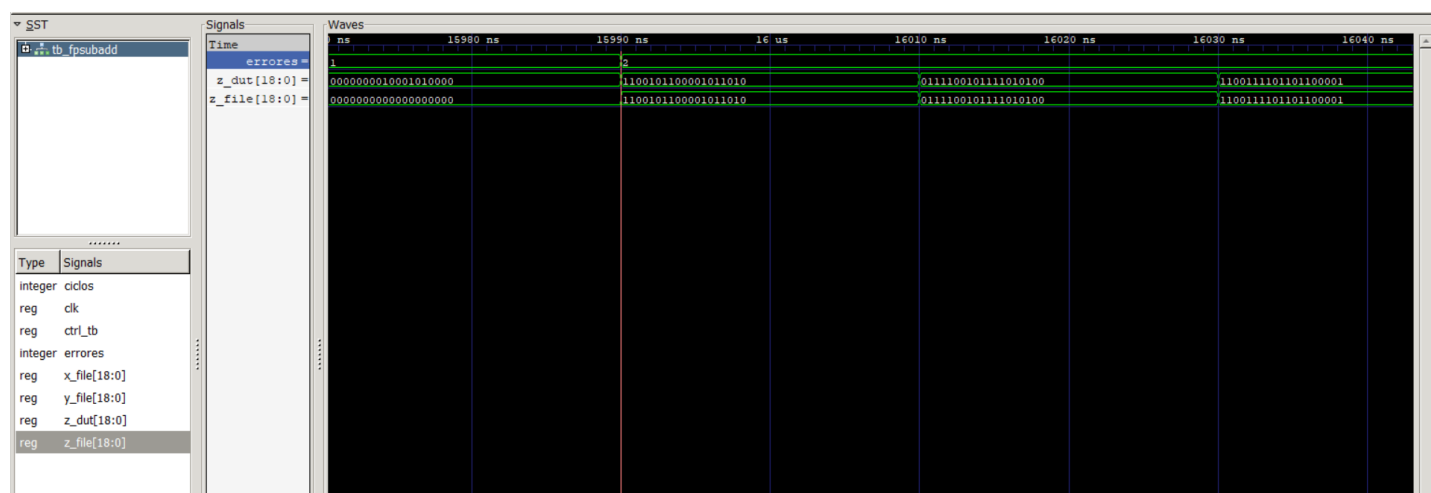 SST
Signals
Waves
tb_fpsubadd
Time
) ns 15980 ns 15990 ns 16 us 16010 ns 16020 ns 16030 ns 16040 ns
errores = 1 2
z_dut[18:0] = 0000000010001010000 1100101100001011010 0111100101111010100 1100111101101100001
z_file[18:0] = 0000000000000000000 1100101100001011010 0111100101111010100 1100111101101100001
Type Signals
integer ciclos
reg clk
reg ctrl_tb
integer errores
reg x_file[18:0]
reg y_file[18:0]
reg z_dut[18:0]
reg z_file[18:0]